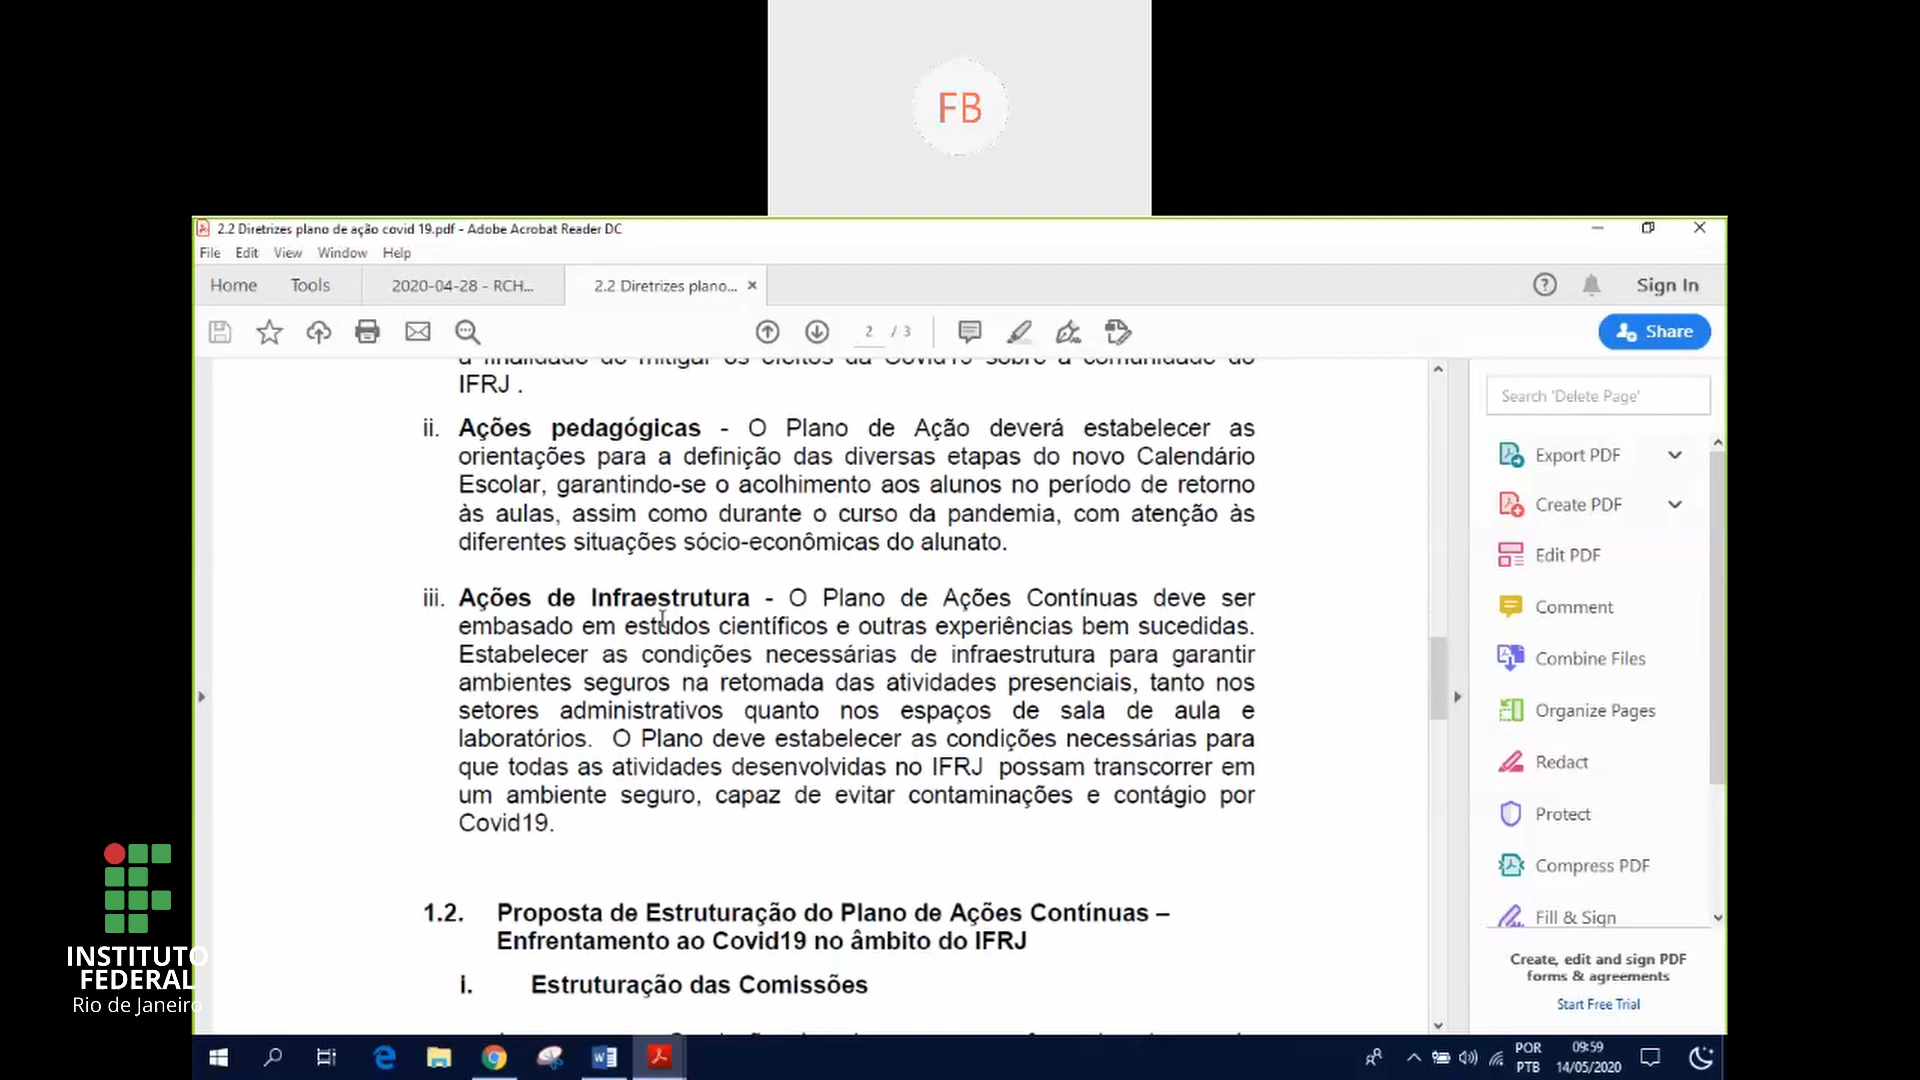 FB
2.2 Diretrizes plano de ação covid 19.pdf - Adobe Acrobat Reader DC
File Edit View Window Help
Home Tools 2020-04-28 - RCH... 2.2 Diretrizes plano... × Sign In
2 / 3 Share
a finalidade de mitigar os efeitos da Covid19 sobre a comunidade do
IFRJ .
ii. Ações pedagógicas - O Plano de Ação deverá estabelecer as
orientações para a definição das diversas etapas do novo Calendário
Escolar, garantindo-se o acolhimento aos alunos no período de retorno
às aulas, assim como durante o curso da pandemia, com atenção às
diferentes situações sócio-econômicas do alunato.
iii. Ações de Infraestrutura - O Plano de Ações Contínuas deve ser
embasado em estudos científicos e outras experiências bem sucedidas.
Estabelecer as condições necessárias de infraestrutura para garantir
ambientes seguros na retomada das atividades presenciais, tanto nos
setores administrativos quanto nos espaços de sala de aula e
laboratórios. O Plano deve estabelecer as condições necessárias para
que todas as atividades desenvolvidas no IFRJ possam transcorrer em
um ambiente seguro, capaz de evitar contaminações e contágio por
Covid19.
1.2. Proposta de Estruturação do Plano de Ações Contínuas –
Enfrentamento ao Covid19 no âmbito do IFRJ
i. Estruturação das Comissões
Search 'Delete Page'
Export PDF
Create PDF
Edit PDF
Comment
Combine Files
Organize Pages
Redact
Protect
Compress PDF
Fill & Sign
Create, edit and sign PDF
forms & agreements
Start Free Trial
INSTITUTO
FEDERAL
Rio de Janeiro
POR
PTB
09:59
14/05/2020